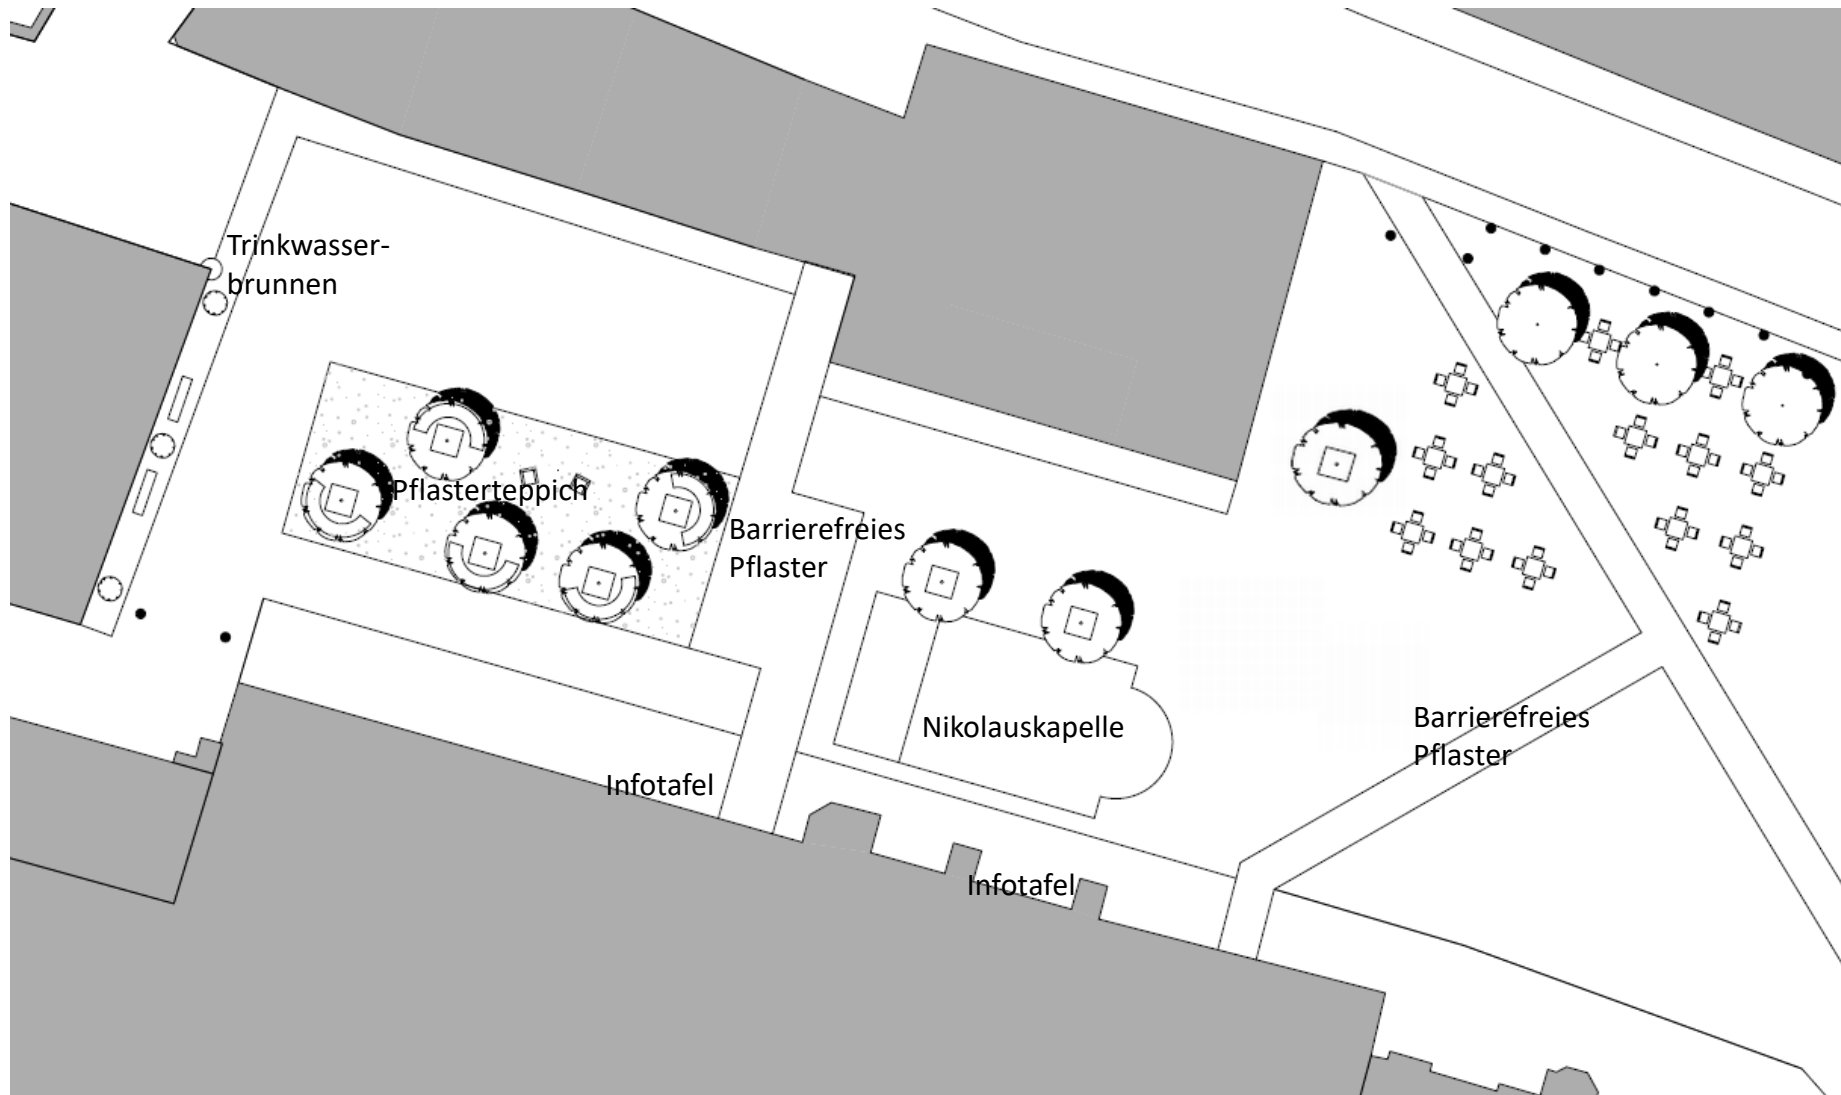 Trinkwasser-
brunnen
Pflasterteppich
Barrierefreies
Pflaster
Nikolauskapelle
Barrierefreies
Pflaster
Infotafel
Infotafel